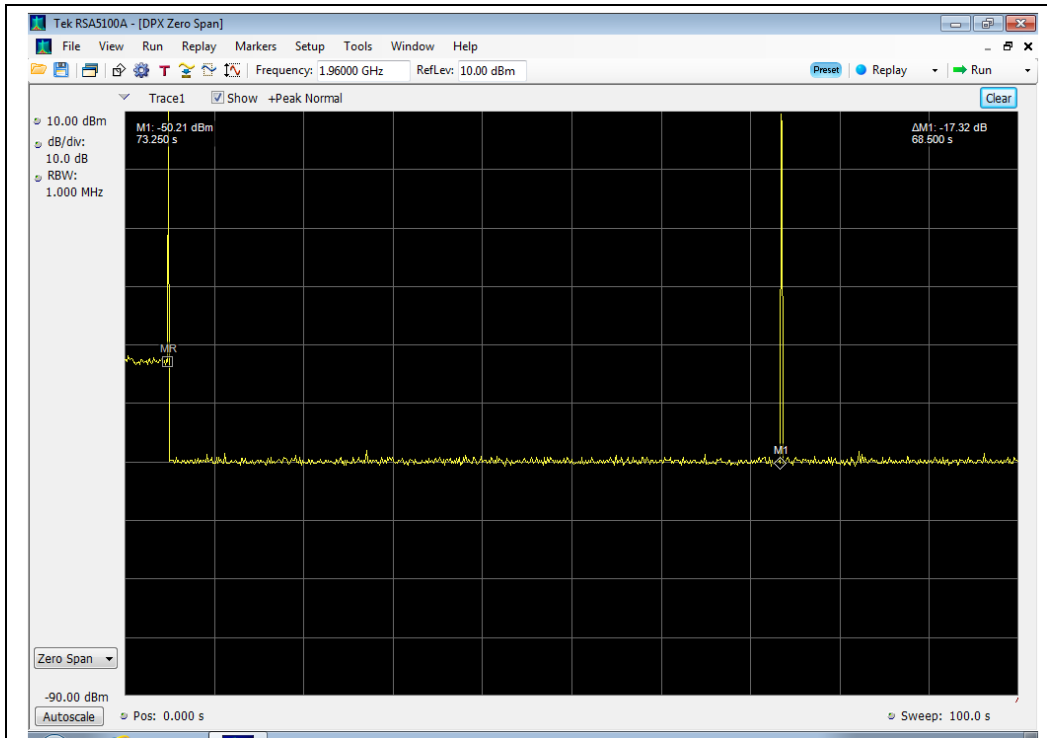 Tek RSA5100A - [DPX Zero Span]
File View Run Replay Markers Setup Tools Window Help
T Frequency: 1.96000 GHz RefLev: 10.00 dBm Preset Replay Run
Trace1 Show +Peak Normal Clear
10.00 dBm
dB/div:
10.0 dB
RBW:
1.000 MHz
M1: -50.21 dBm
73.250 s
ΔM1: -17.32 dB
68.500 s
MR
M1
Zero Span
-90.00 dBm
Autoscale Pos: 0.000 s Sweep: 100.0 s